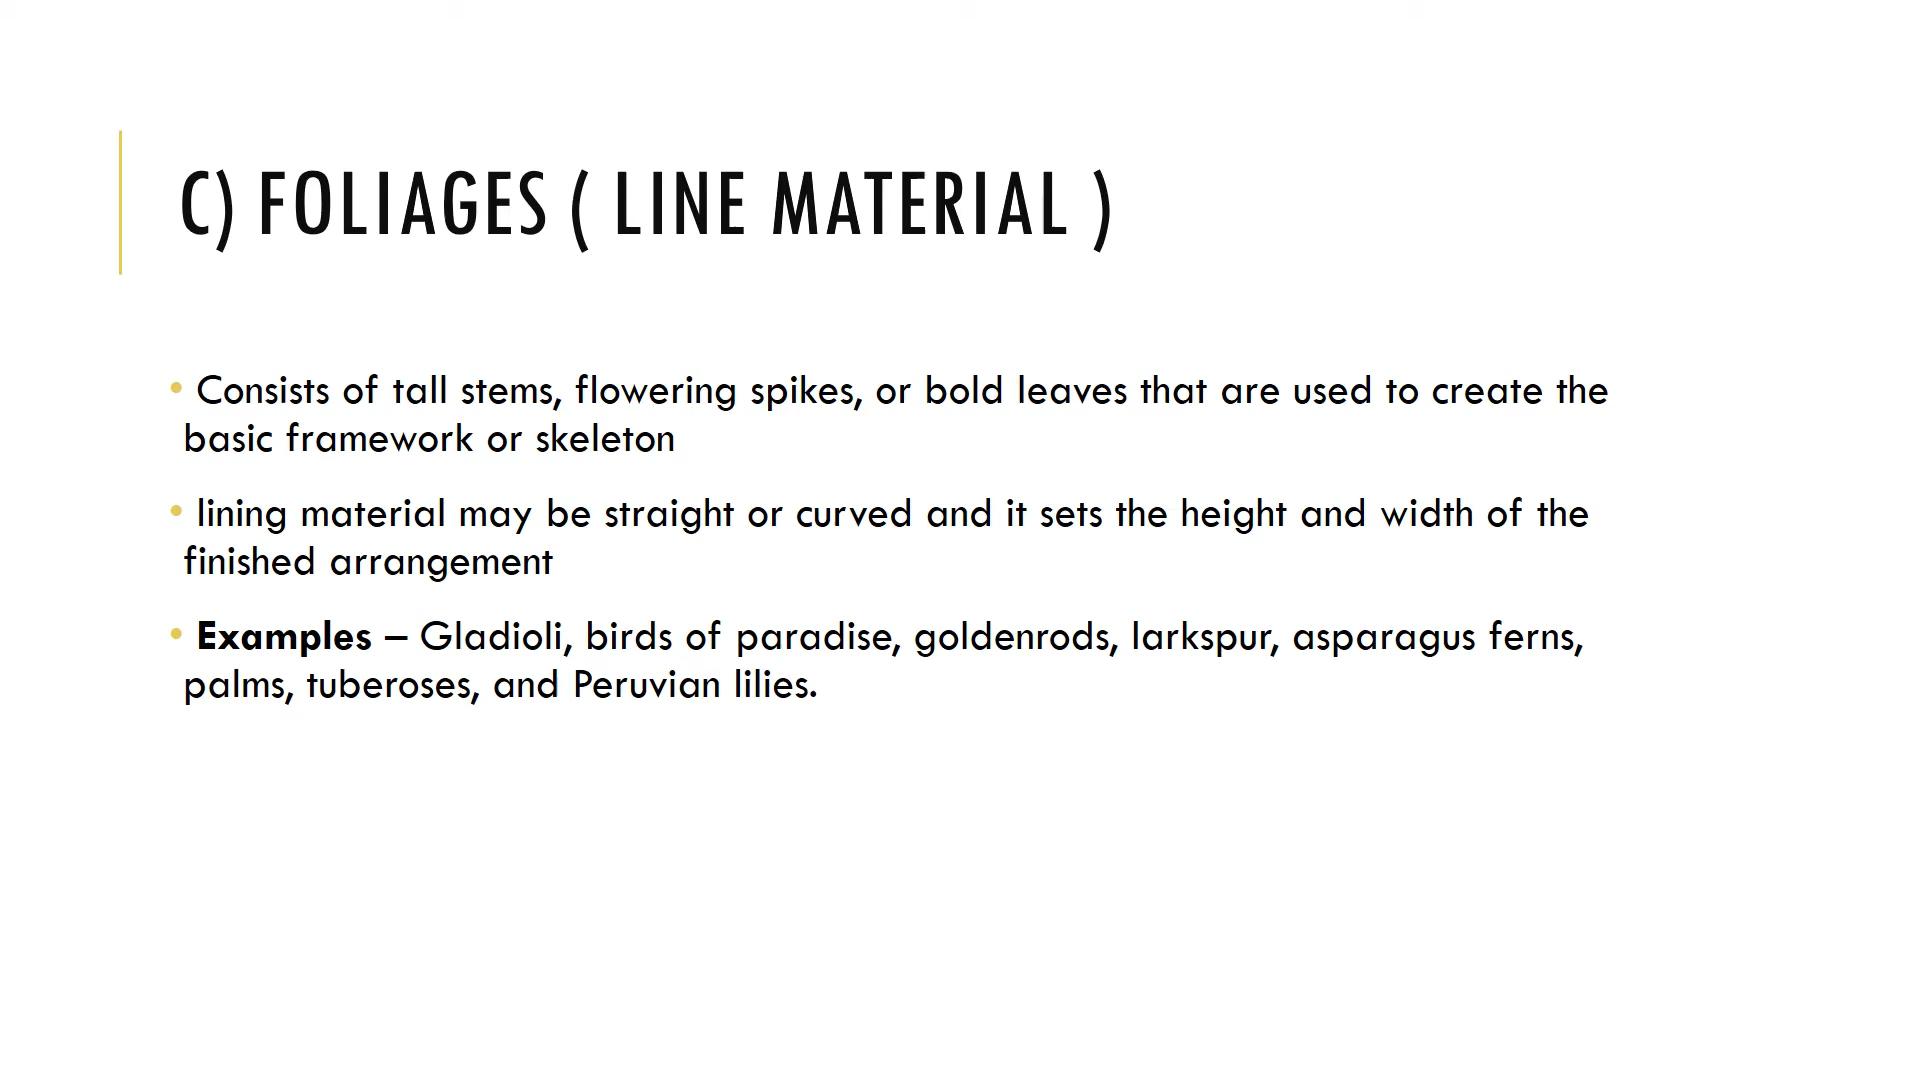 C) FOLIAGES ( LINE MATERIAL )
• Consists of tall stems, flowering spikes, or bold leaves that are used to create the
basic framework or skeleton
• lining material may be straight or curved and it sets the height and width of the
finished arrangement
• Examples – Gladioli, birds of paradise, goldenrods, larkspur, asparagus ferns,
palms, tuberoses, and Peruvian lilies.